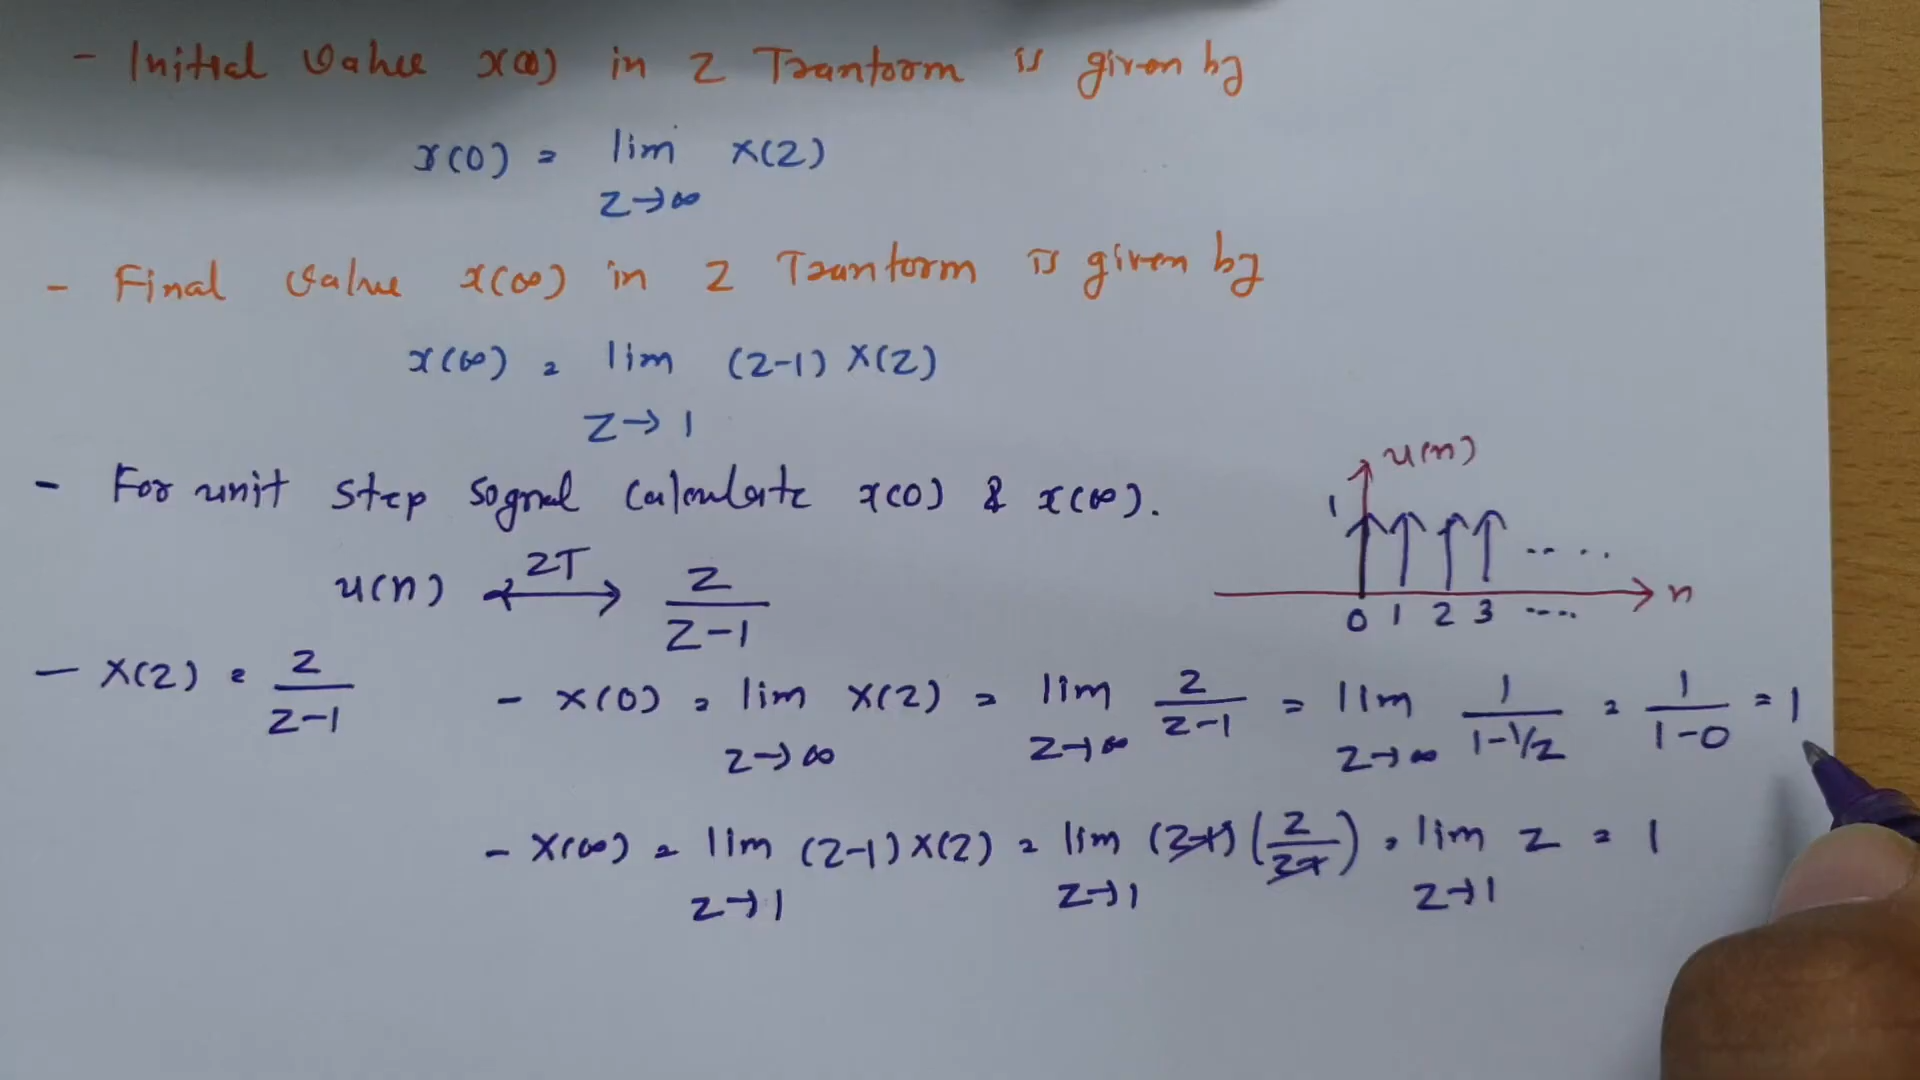 - Initial value x(0) in Z Transform is given by
x(0) = lim X(Z)
Z→∞
- Final value x(∞) in Z Transform is given by
x(∞) = lim (Z-1) X(Z)
Z→1
- For unit step signal calculate x(0) & x(∞).
u(n)
1
..... n
0 1 2 3 ....
u(n) ←ZT→ Z/(Z-1)
- X(Z) = Z/(Z-1)
- x(0) = lim X(Z) = lim Z/(Z-1) = lim 1/(1-1/Z) = 1/(1-0) = 1
Z→∞ Z→∞ Z→∞
- x(∞) = lim (Z-1) X(Z) = lim (Z-1) (Z/(Z-1)) = lim Z = 1
Z→1 Z→1 Z→1